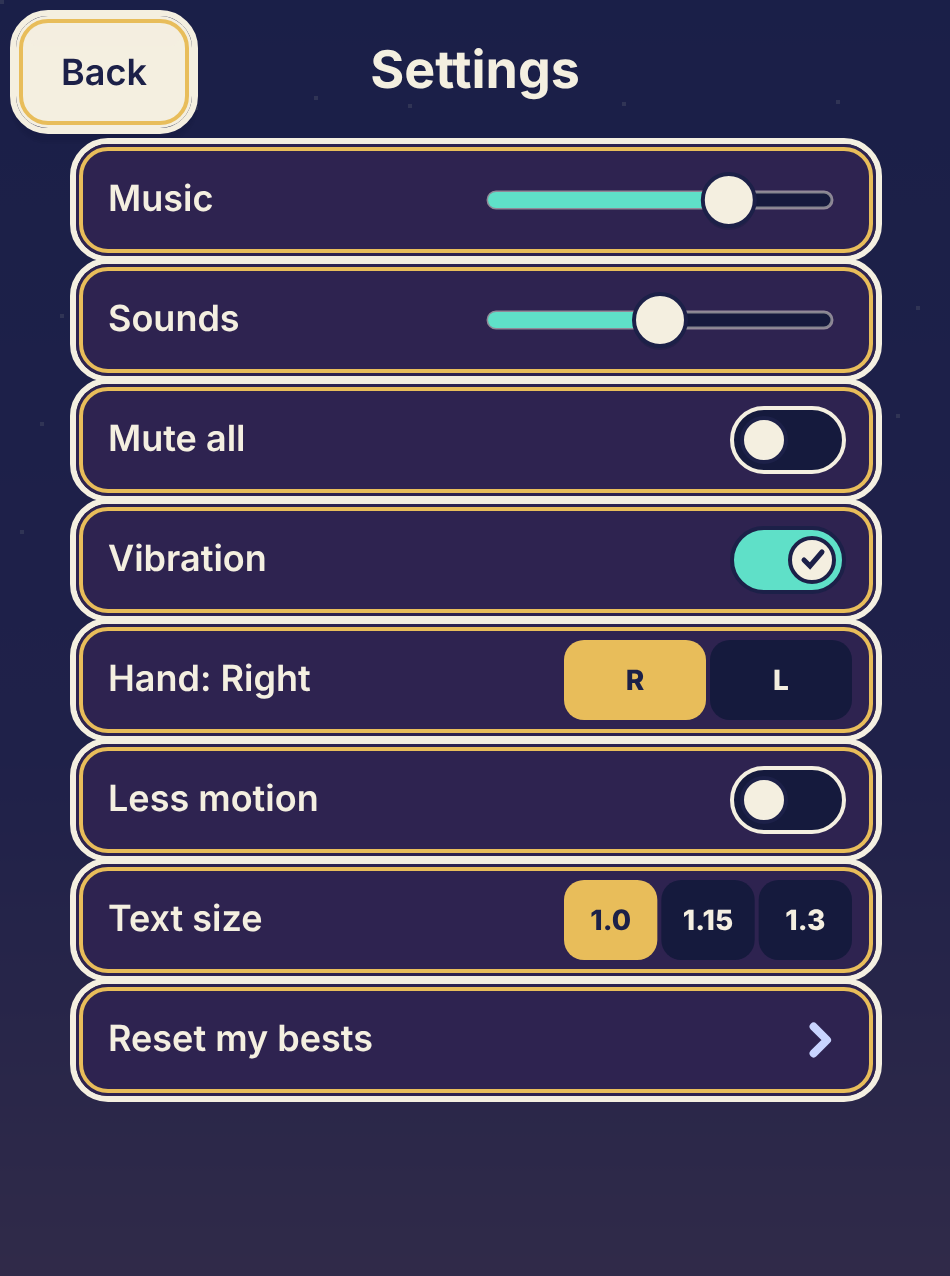 Back
Settings
Music
Sounds
Mute all
Vibration
Hand: Right
R
L
Less motion
Text size
1.0
1.15
1.3
Reset my bests